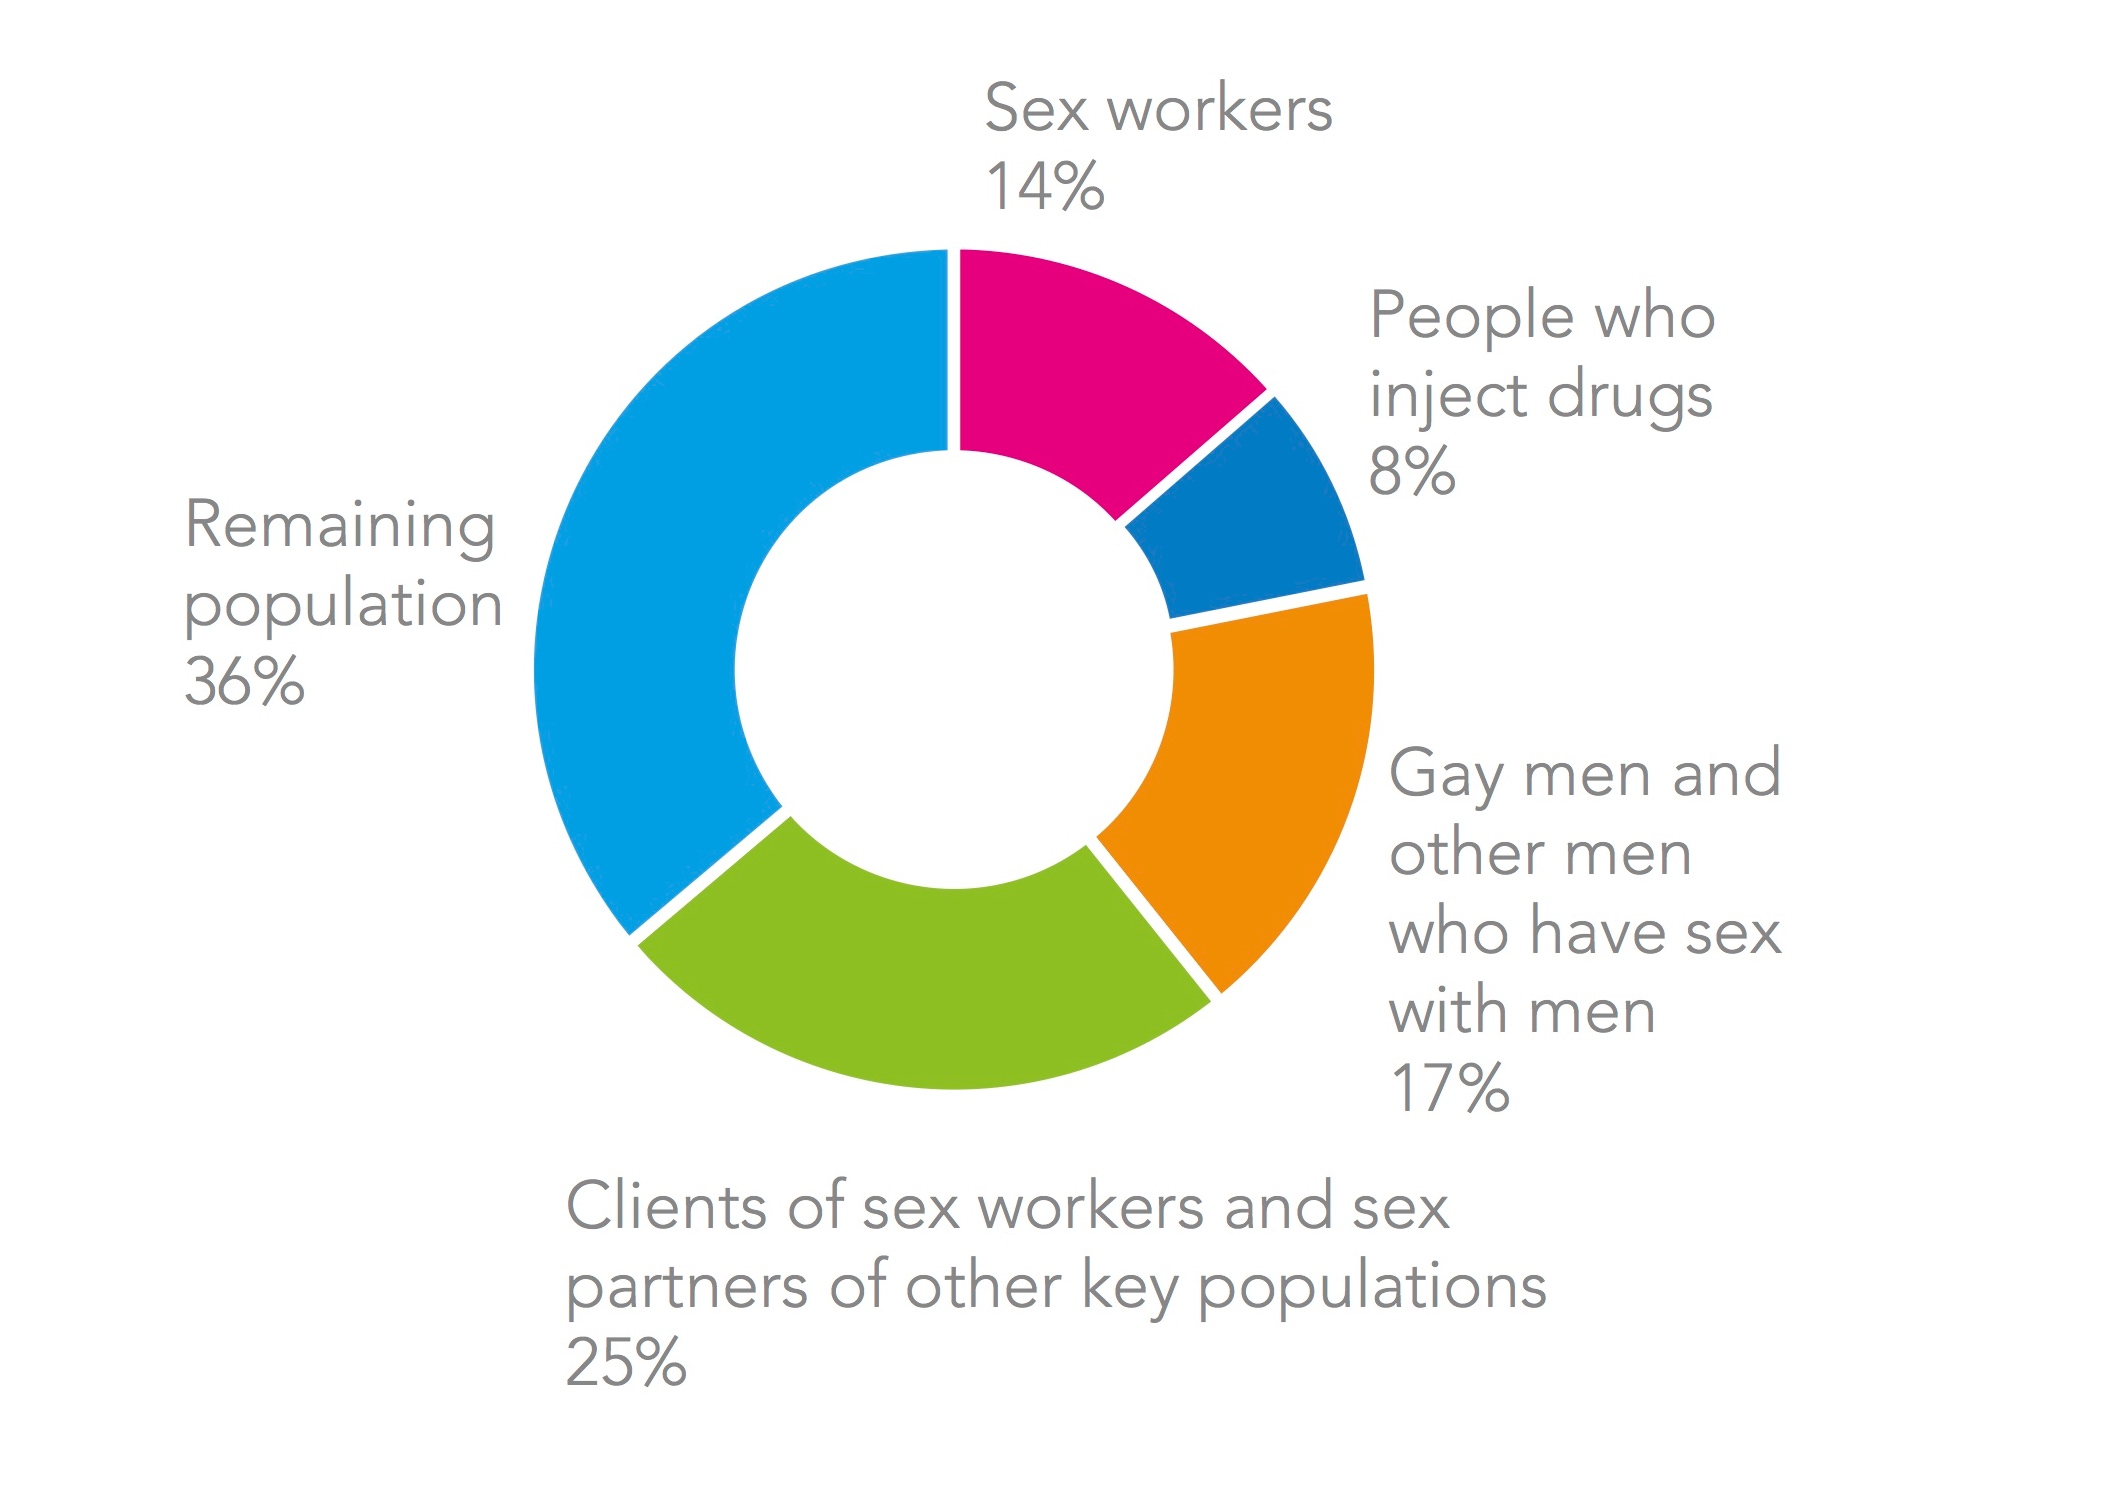 Sex workers
14%
People who
inject drugs
8%
Gay men and
other men
who have sex
with men
17%
Clients of sex workers and sex
partners of other key populations
25%
Remaining
population
36%